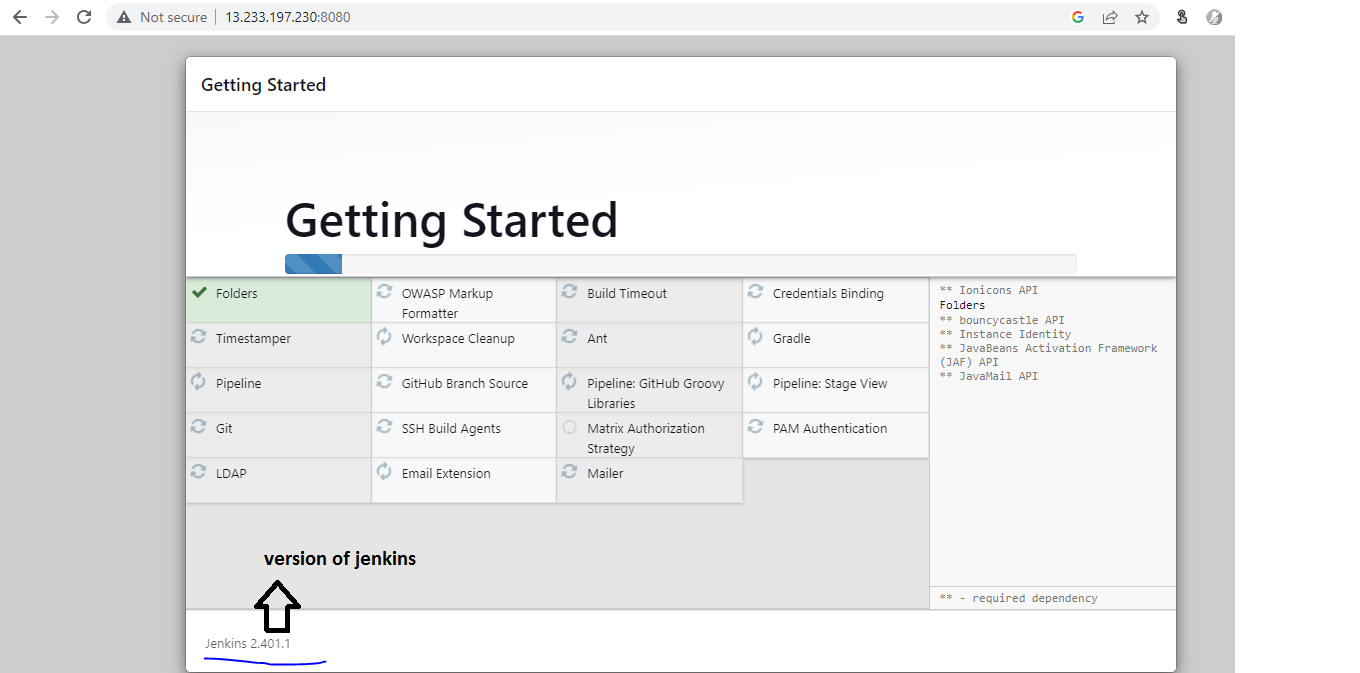 Not secure
13.233.197.230:8080
Getting Started
Getting Started
Folders
OWASP Markup
Formatter
Build Timeout
Credentials Binding
Timestamper
Workspace Cleanup
Ant
Gradle
Pipeline
GitHub Branch Source
Pipeline: GitHub Groovy
Libraries
Pipeline: Stage View
Git
SSH Build Agents
Matrix Authorization
Strategy
PAM Authentication
LDAP
Email Extension
Mailer
** Ionicons API
Folders
** bouncycastle API
** Instance Identity
** JavaBeans Activation Framework
(JAF) API
** JavaMail API
** - required dependency
version of jenkins
Jenkins 2.401.1